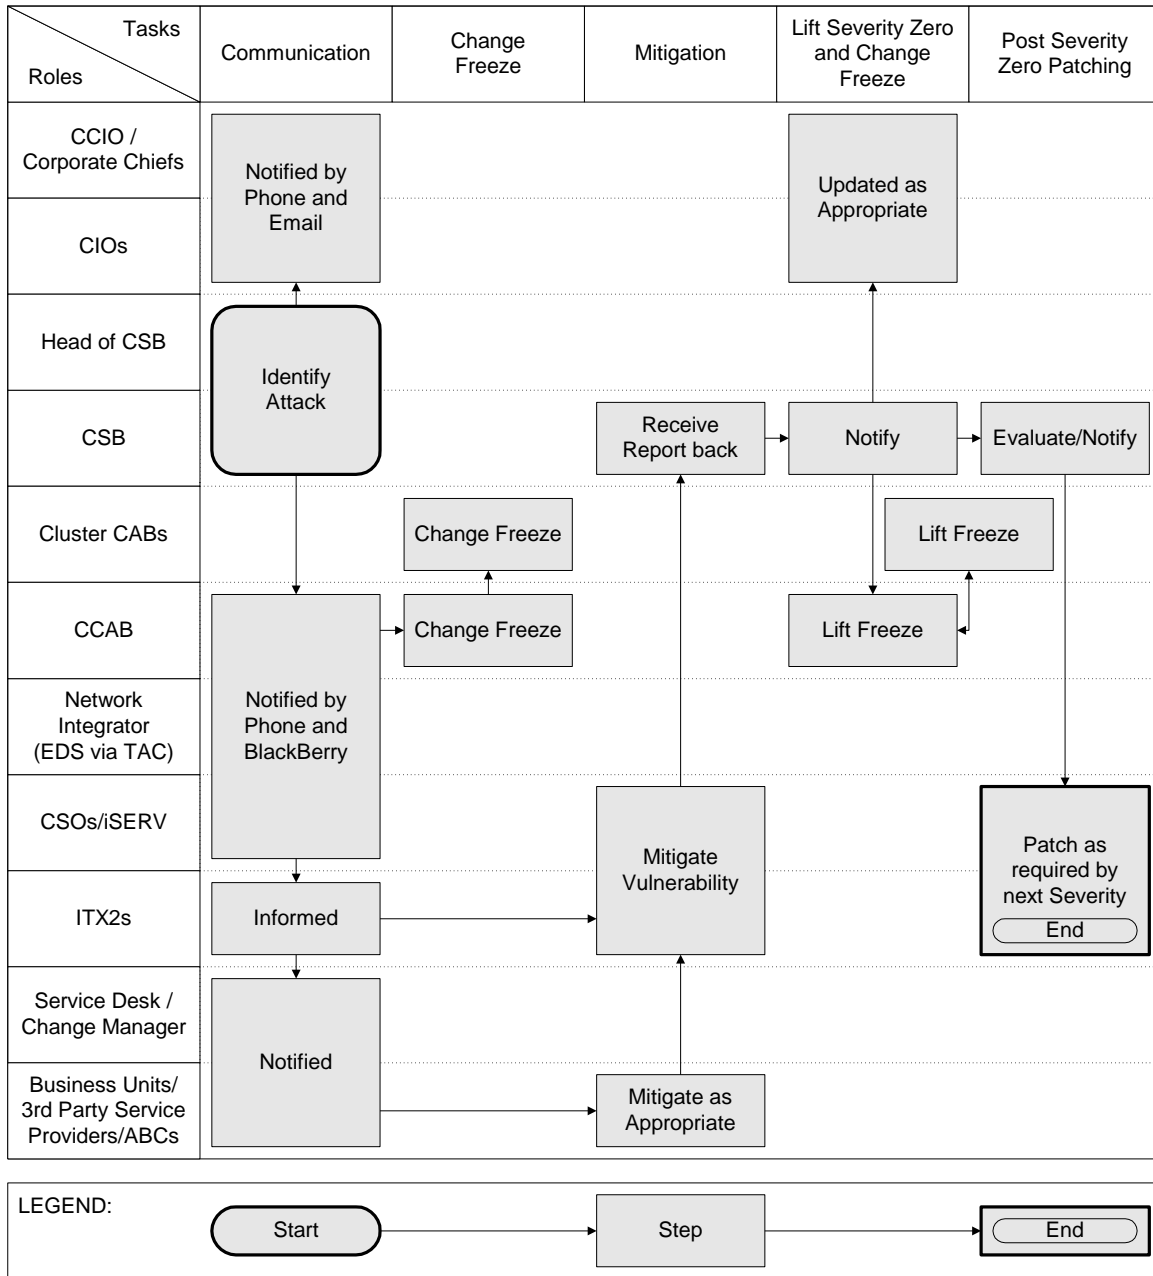 Tasks
Roles
Communication
Change
Freeze
Mitigation
Lift Severity Zero
and Change
Freeze
Post Severity
Zero Patching
CCIO /
Corporate Chiefs
Notified by
Phone and
Email
Updated as
Appropriate
CIOs
Head of CSB
Identify
Attack
CSB
Receive
Report back
Notify
Evaluate/Notify
Cluster CABs
Change Freeze
Lift Freeze
CCAB
Change Freeze
Lift Freeze
Network
Integrator
(EDS via TAC)
Notified by
Phone and
BlackBerry
CSOs/iSERV
Mitigate
Vulnerability
Patch as
required by
next Severity
End
ITX2s
Informed
Service Desk /
Change Manager
Notified
Business Units/
3rd Party Service
Providers/ABCs
Mitigate as
Appropriate
LEGEND:
Start
Step
End